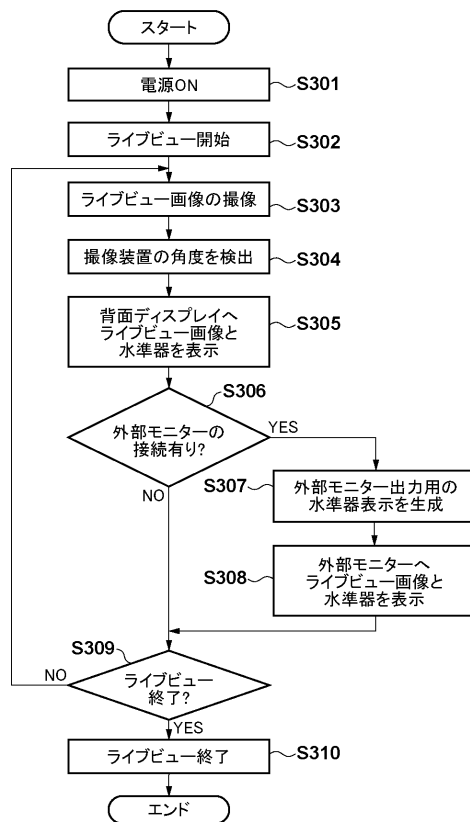 スタート
電源ON
S301
ライブビュー開始
S302
ライブビュー画像の撮像
S303
撮像装置の角度を検出
S304
背面ディスプレイへ
ライブビュー画像と
水準器を表示
S305
S306
外部モニターの
接続有り?
YES
NO
S307
外部モニター出力用の
水準器表示を生成
S308
外部モニターへ
ライブビュー画像と
水準器を表示
S309
ライブビュー
終了?
NO
YES
ライブビュー終了
S310
エンド